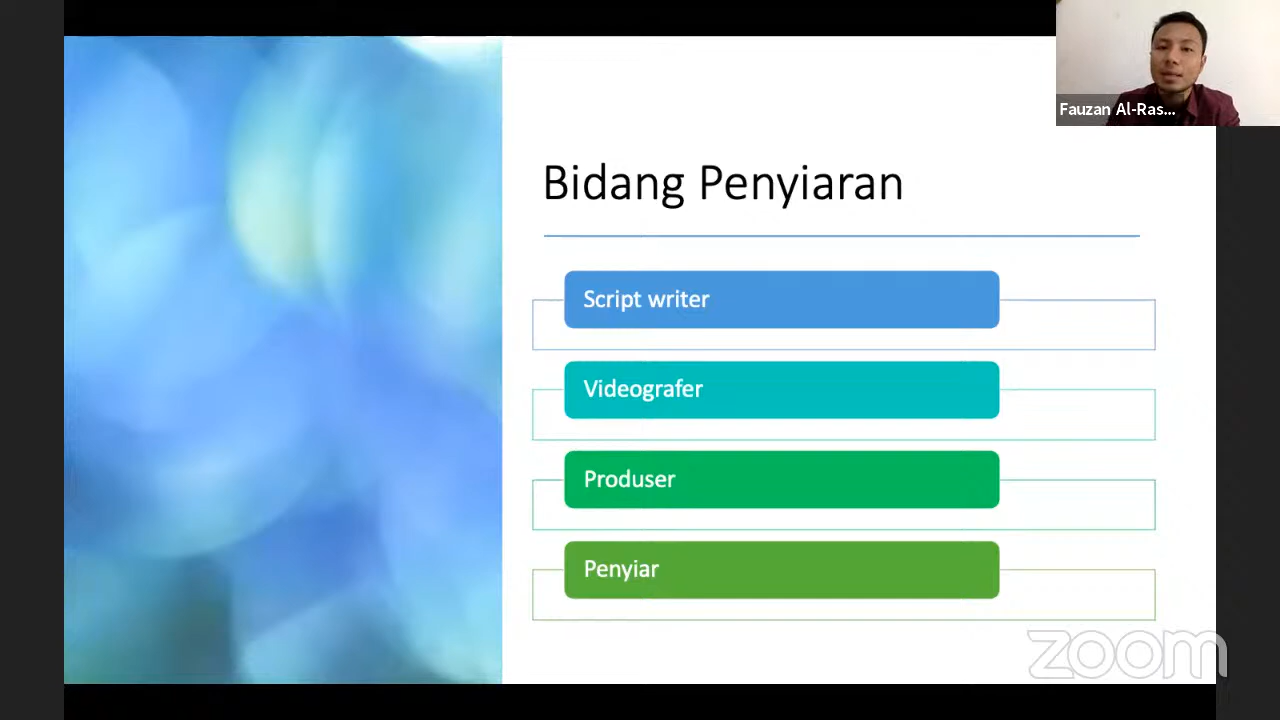 Fauzan Al-Ras...
Bidang Penyiaran
Script writer
Videografer
Produser
Penyiar
zoom